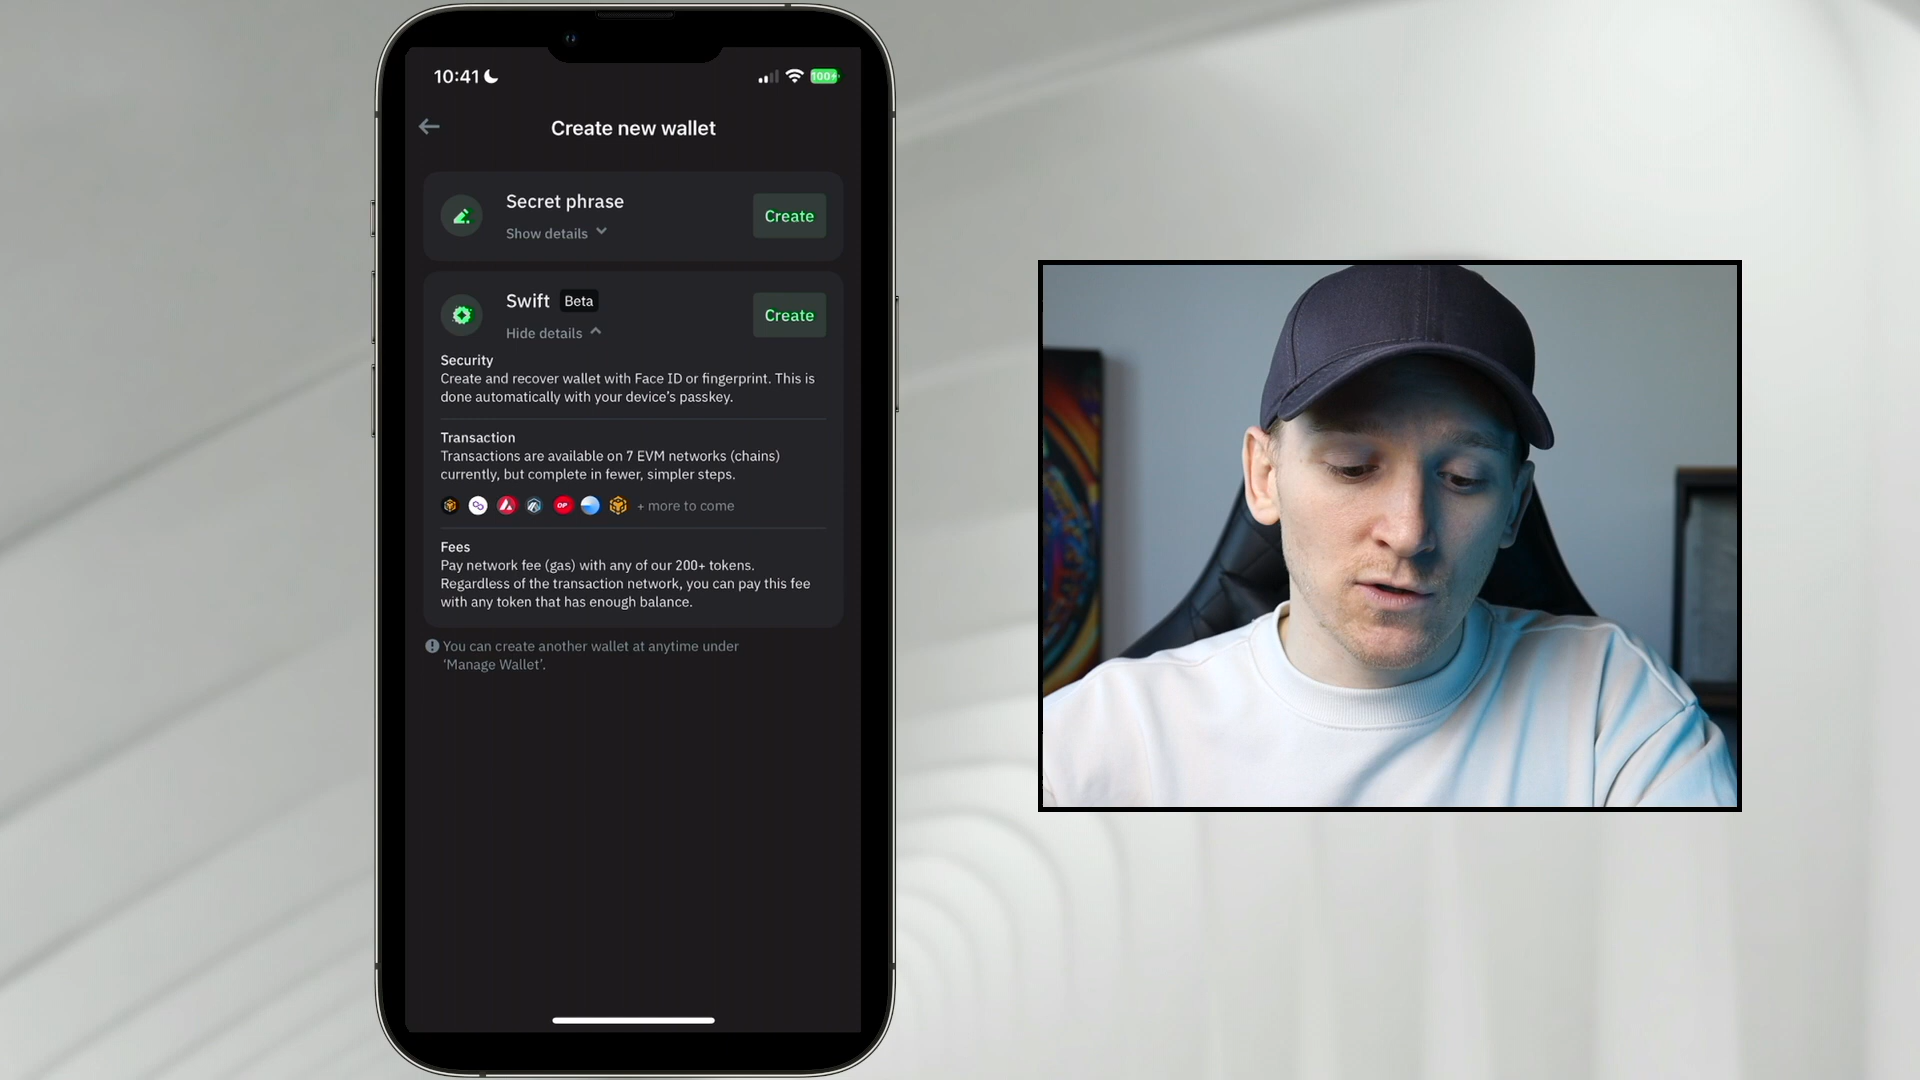 10:41
100+
Create new wallet
Secret phrase
Show details
Create
Swift Beta
Hide details
Create
Security
Create and recover wallet with Face ID or fingerprint. This is
done automatically with your device’s passkey.
Transaction
Transactions are available on 7 EVM networks (chains)
currently, but complete in fewer, simpler steps.
OP
+ more to come
Fees
Pay network fee (gas) with any of our 200+ tokens.
Regardless of the transaction network, you can pay this fee
with any token that has enough balance.
You can create another wallet at anytime under
‘Manage Wallet’.